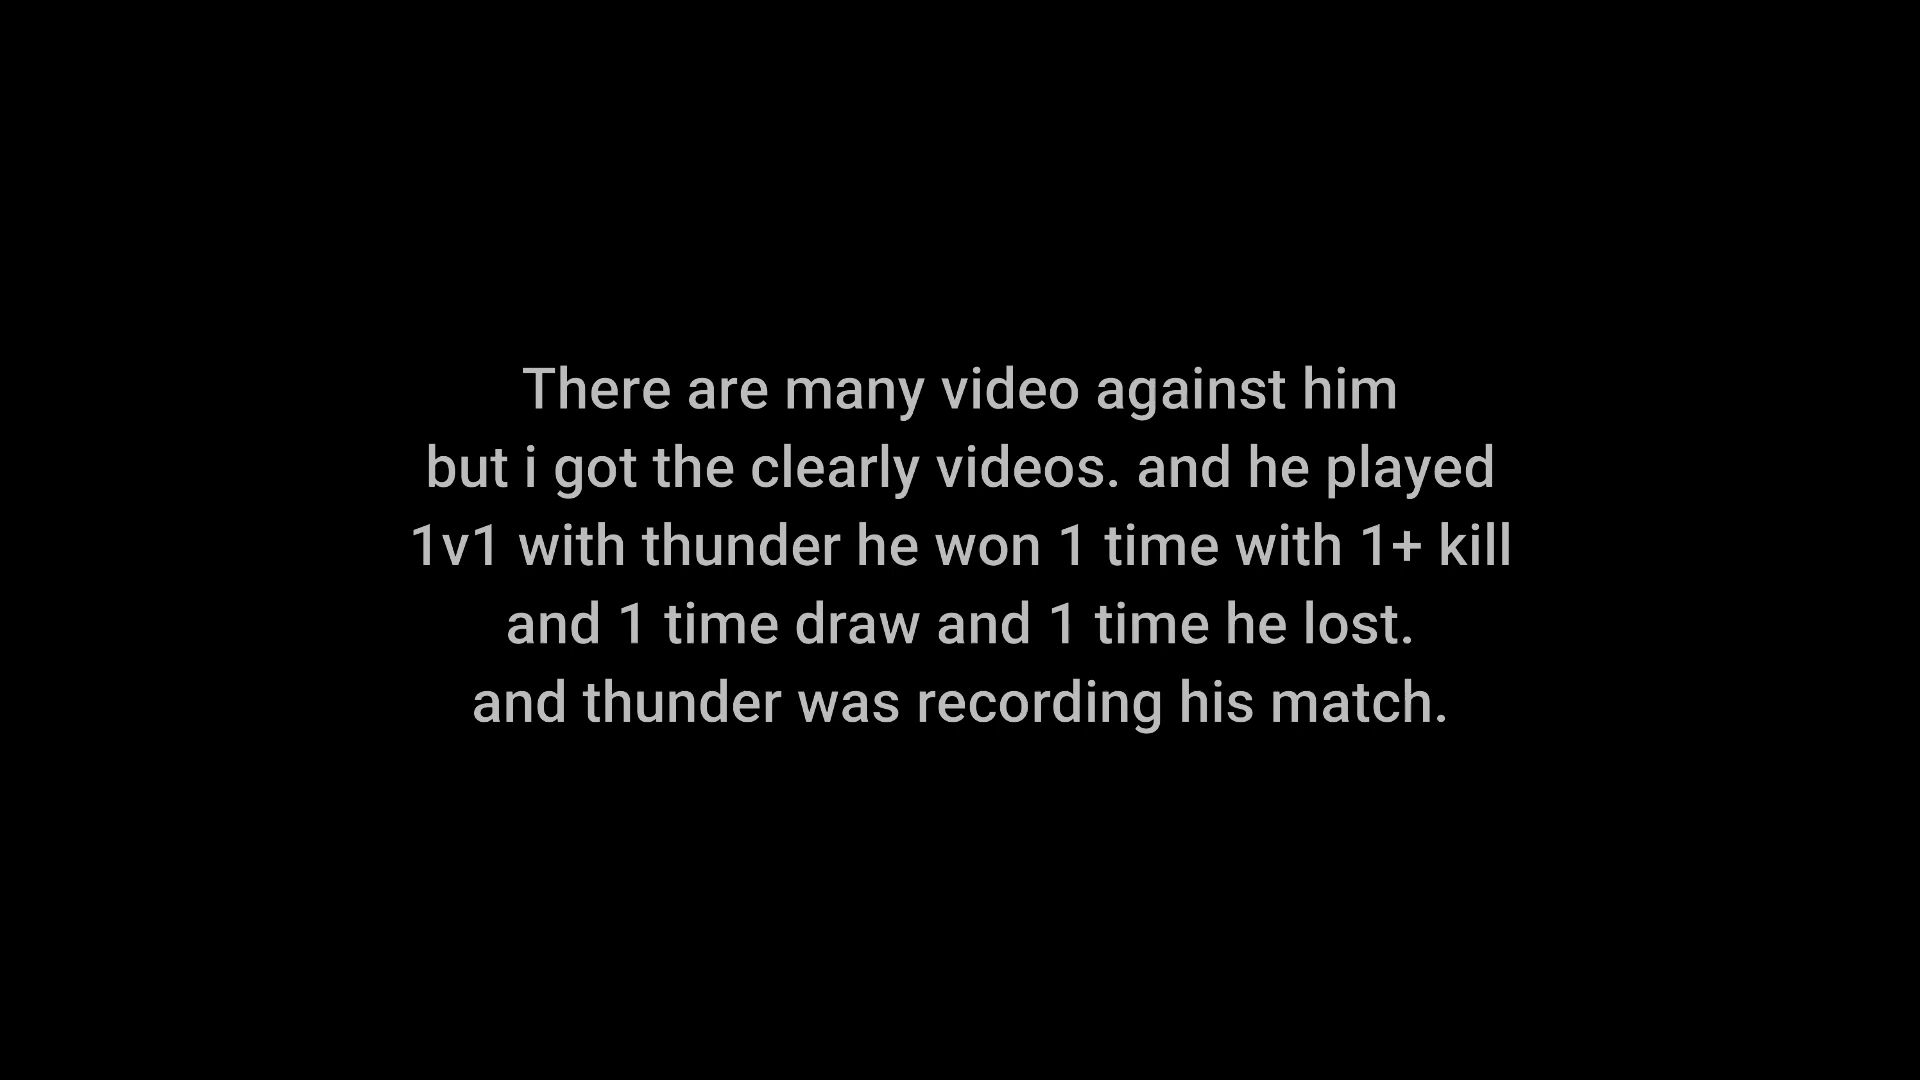 There are many video against him
but i got the clearly videos. and he played
1v1 with thunder he won 1 time with 1+ kill
and 1 time draw and 1 time he lost.
and thunder was recording his match.